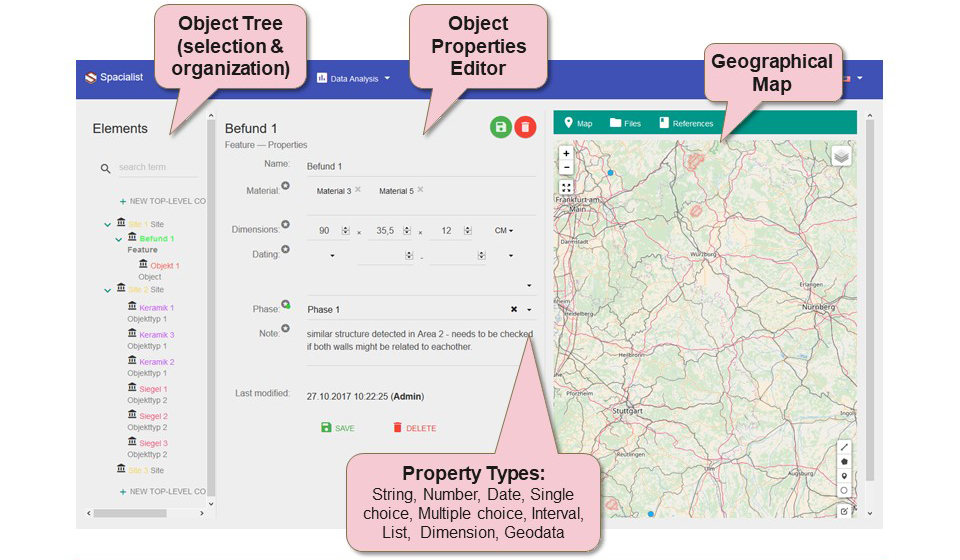 Object Tree
(selection &
organization)
Object
Properties
Editor
Geographical
Map
Spacialist
Data Analysis
Elements
search term
+ NEW TOP-LEVEL CO
Site 1 Site
Befund 1
Feature
Objekt 1
Object
Site 2 Site
Keramik 1
Objekttyp 1
Keramik 3
Objekttyp 1
Keramik 2
Objekttyp 1
Siegel 1
Objekttyp 2
Siegel 2
Objekttyp 2
Siegel 3
Objekttyp 2
Site 3 Site
+ NEW TOP-LEVEL CO
Befund 1
Feature — Properties
Name: Befund 1
Material: Material 3 × Material 5 ×
Dimensions: 90 × 35,5 × 12 CM
Dating: -
Phase: Phase 1
Note: similar structure detected in Area 2 - needs to be checked
if both walls might be related to eachother.
Last modified: 27.10.2017 10:22:25 (Admin)
SAVE DELETE
Property Types:
String, Number, Date, Single
choice, Multiple choice, Interval,
List, Dimension, Geodata
Map Files References
+
−
Frankfurt am
Main
Darmstadt
Würzburg
Erlangen
Nürnberg
Heidelberg
Heilbronn
Pforzheim
Stuttgart
Reutlingen
Ulm
Augsburg
Ingo